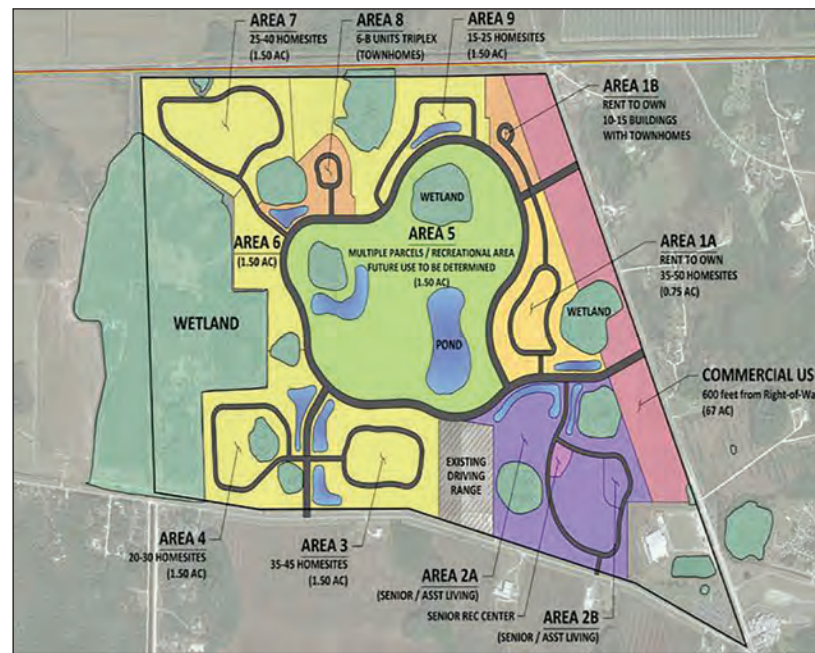 AREA 7
25-40 HOMESITES
(1.50 AC)
AREA 8
6-8 UNITS TRIPLEX
(TOWNHOMES)
AREA 9
15-25 HOMESITES
(1.50 AC)
AREA 1B
RENT TO OWN
10-15 BUILDINGS
WITH TOWNHOMES
WETLAND
AREA 6
(1.50 AC)
AREA 5
MULTIPLE PARCELS / RECREATIONAL AREA
FUTURE USE TO BE DETERMINED
(1.50 AC)
AREA 1A
RENT TO OWN
35-50 HOMESITES
(0.75 AC)
WETLAND
WETLAND
POND
COMMERCIAL US
600 feet from Right-of-Wa
(67 AC)
EXISTING
DRIVING
RANGE
AREA 4
20-30 HOMESITES
(1.50 AC)
AREA 3
35-45 HOMESITES
(1.50 AC)
AREA 2A
(SENIOR / ASST LIVING)
SENIOR REC CENTER
AREA 2B
(SENIOR / ASST LIVING)